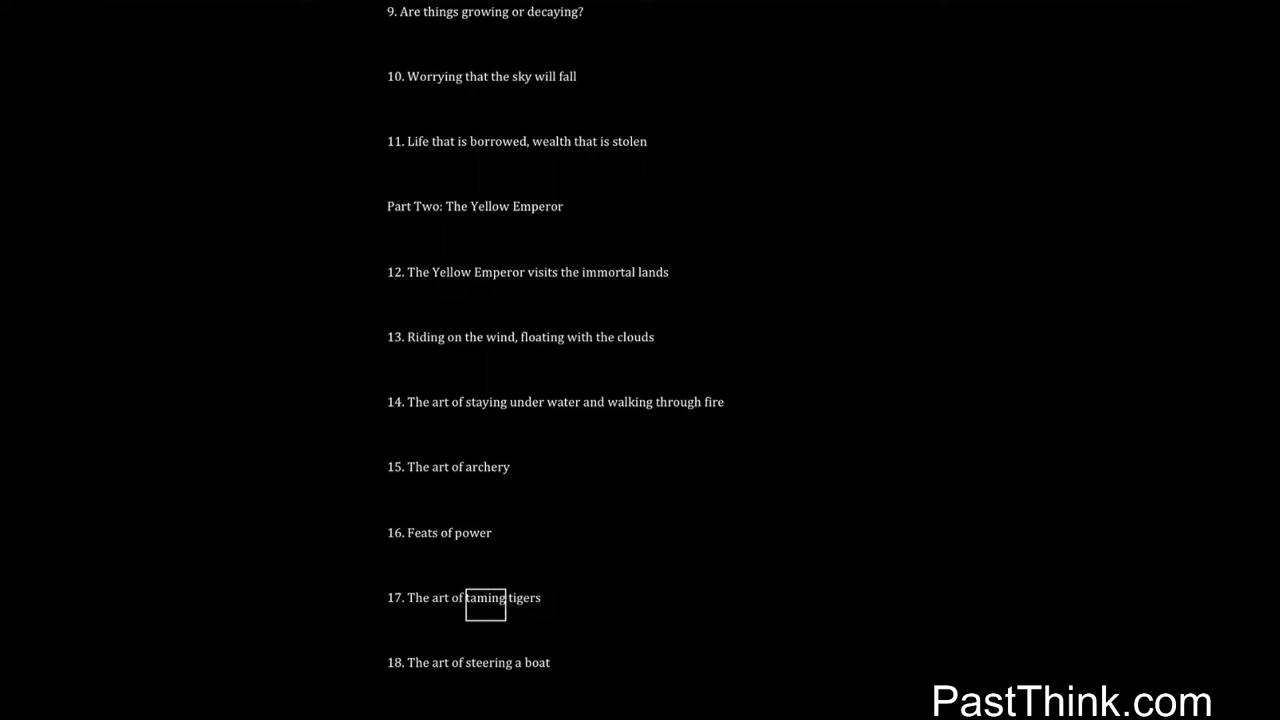 9. Are things growing or decaying?
10. Worrying that the sky will fall
11. Life that is borrowed, wealth that is stolen
Part Two: The Yellow Emperor
12. The Yellow Emperor visits the immortal lands
13. Riding on the wind, floating with the clouds
14. The art of staying under water and walking through fire
15. The art of archery
16. Feats of power
17. The art of taming tigers
18. The art of steering a boat
PastThink.com